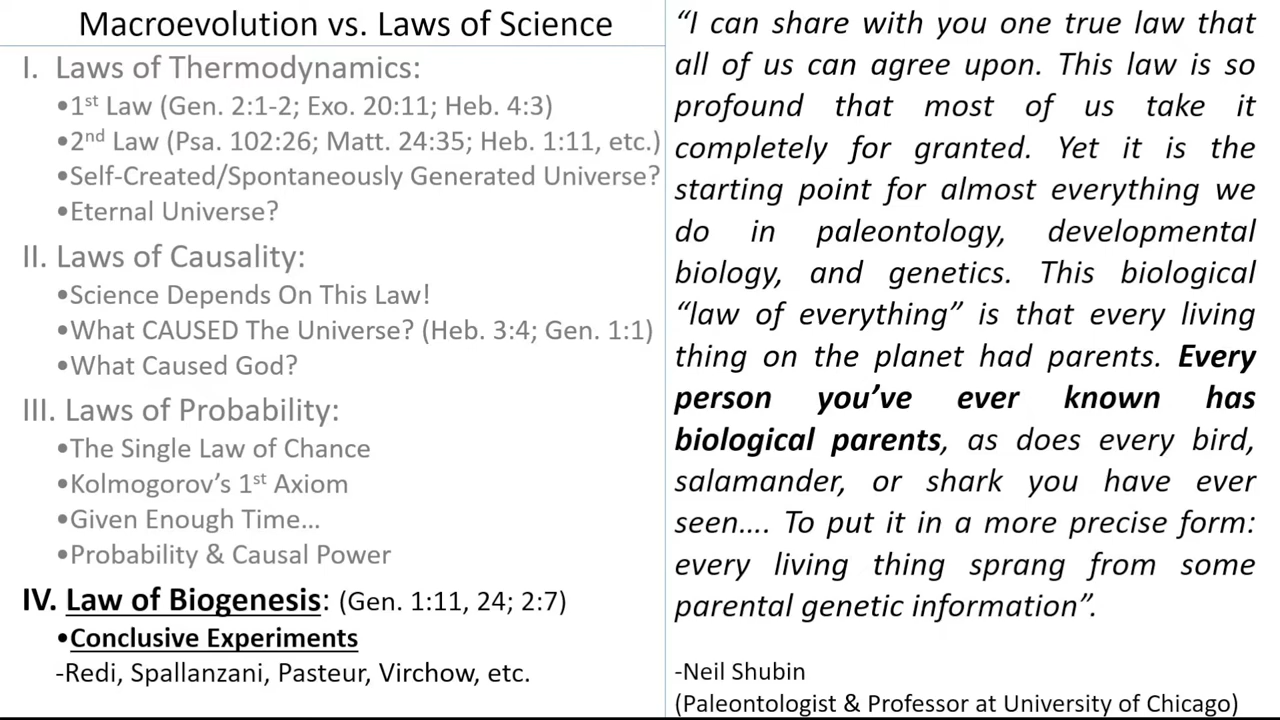 Macroevolution vs. Laws of Science
I. Laws of Thermodynamics:
•1st Law (Gen. 2:1-2; Exo. 20:11; Heb. 4:3)
•2nd Law (Psa. 102:26; Matt. 24:35; Heb. 1:11, etc.)
•Self-Created/Spontaneously Generated Universe?
•Eternal Universe?
II. Laws of Causality:
•Science Depends On This Law!
•What CAUSED The Universe? (Heb. 3:4; Gen. 1:1)
•What Caused God?
III. Laws of Probability:
•The Single Law of Chance
•Kolmogorov’s 1st Axiom
•Given Enough Time…
•Probability & Causal Power
IV. Law of Biogenesis: (Gen. 1:11, 24; 2:7)
•Conclusive Experiments
-Redi, Spallanzani, Pasteur, Virchow, etc.
“I can share with you one true law that
all of us can agree upon. This law is so
profound that most of us take it
completely for granted. Yet it is the
starting point for almost everything we
do in paleontology, developmental
biology, and genetics. This biological
“law of everything” is that every living
thing on the planet had parents. Every
person you’ve ever known has
biological parents, as does every bird,
salamander, or shark you have ever
seen…. To put it in a more precise form:
every living thing sprang from some
parental genetic information”.
-Neil Shubin
(Paleontologist & Professor at University of Chicago)